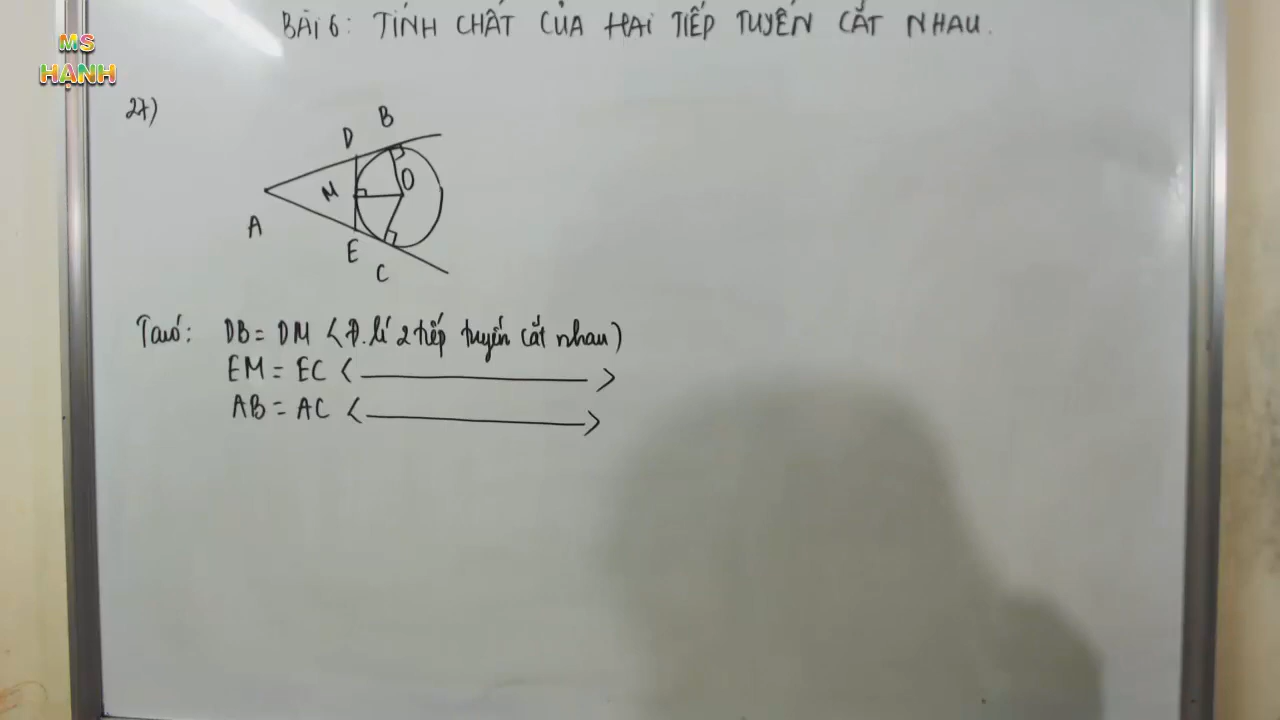 MS
HẠNH
BÀI 6: TÍNH CHẤT CỦA HAI TIẾP TUYẾN CẮT NHAU.
27)
B
D
O
M
A
E
C
Ta có: DB = DM (Đ.lí 2 tiếp tuyến cắt nhau)
EM = EC
AB = AC